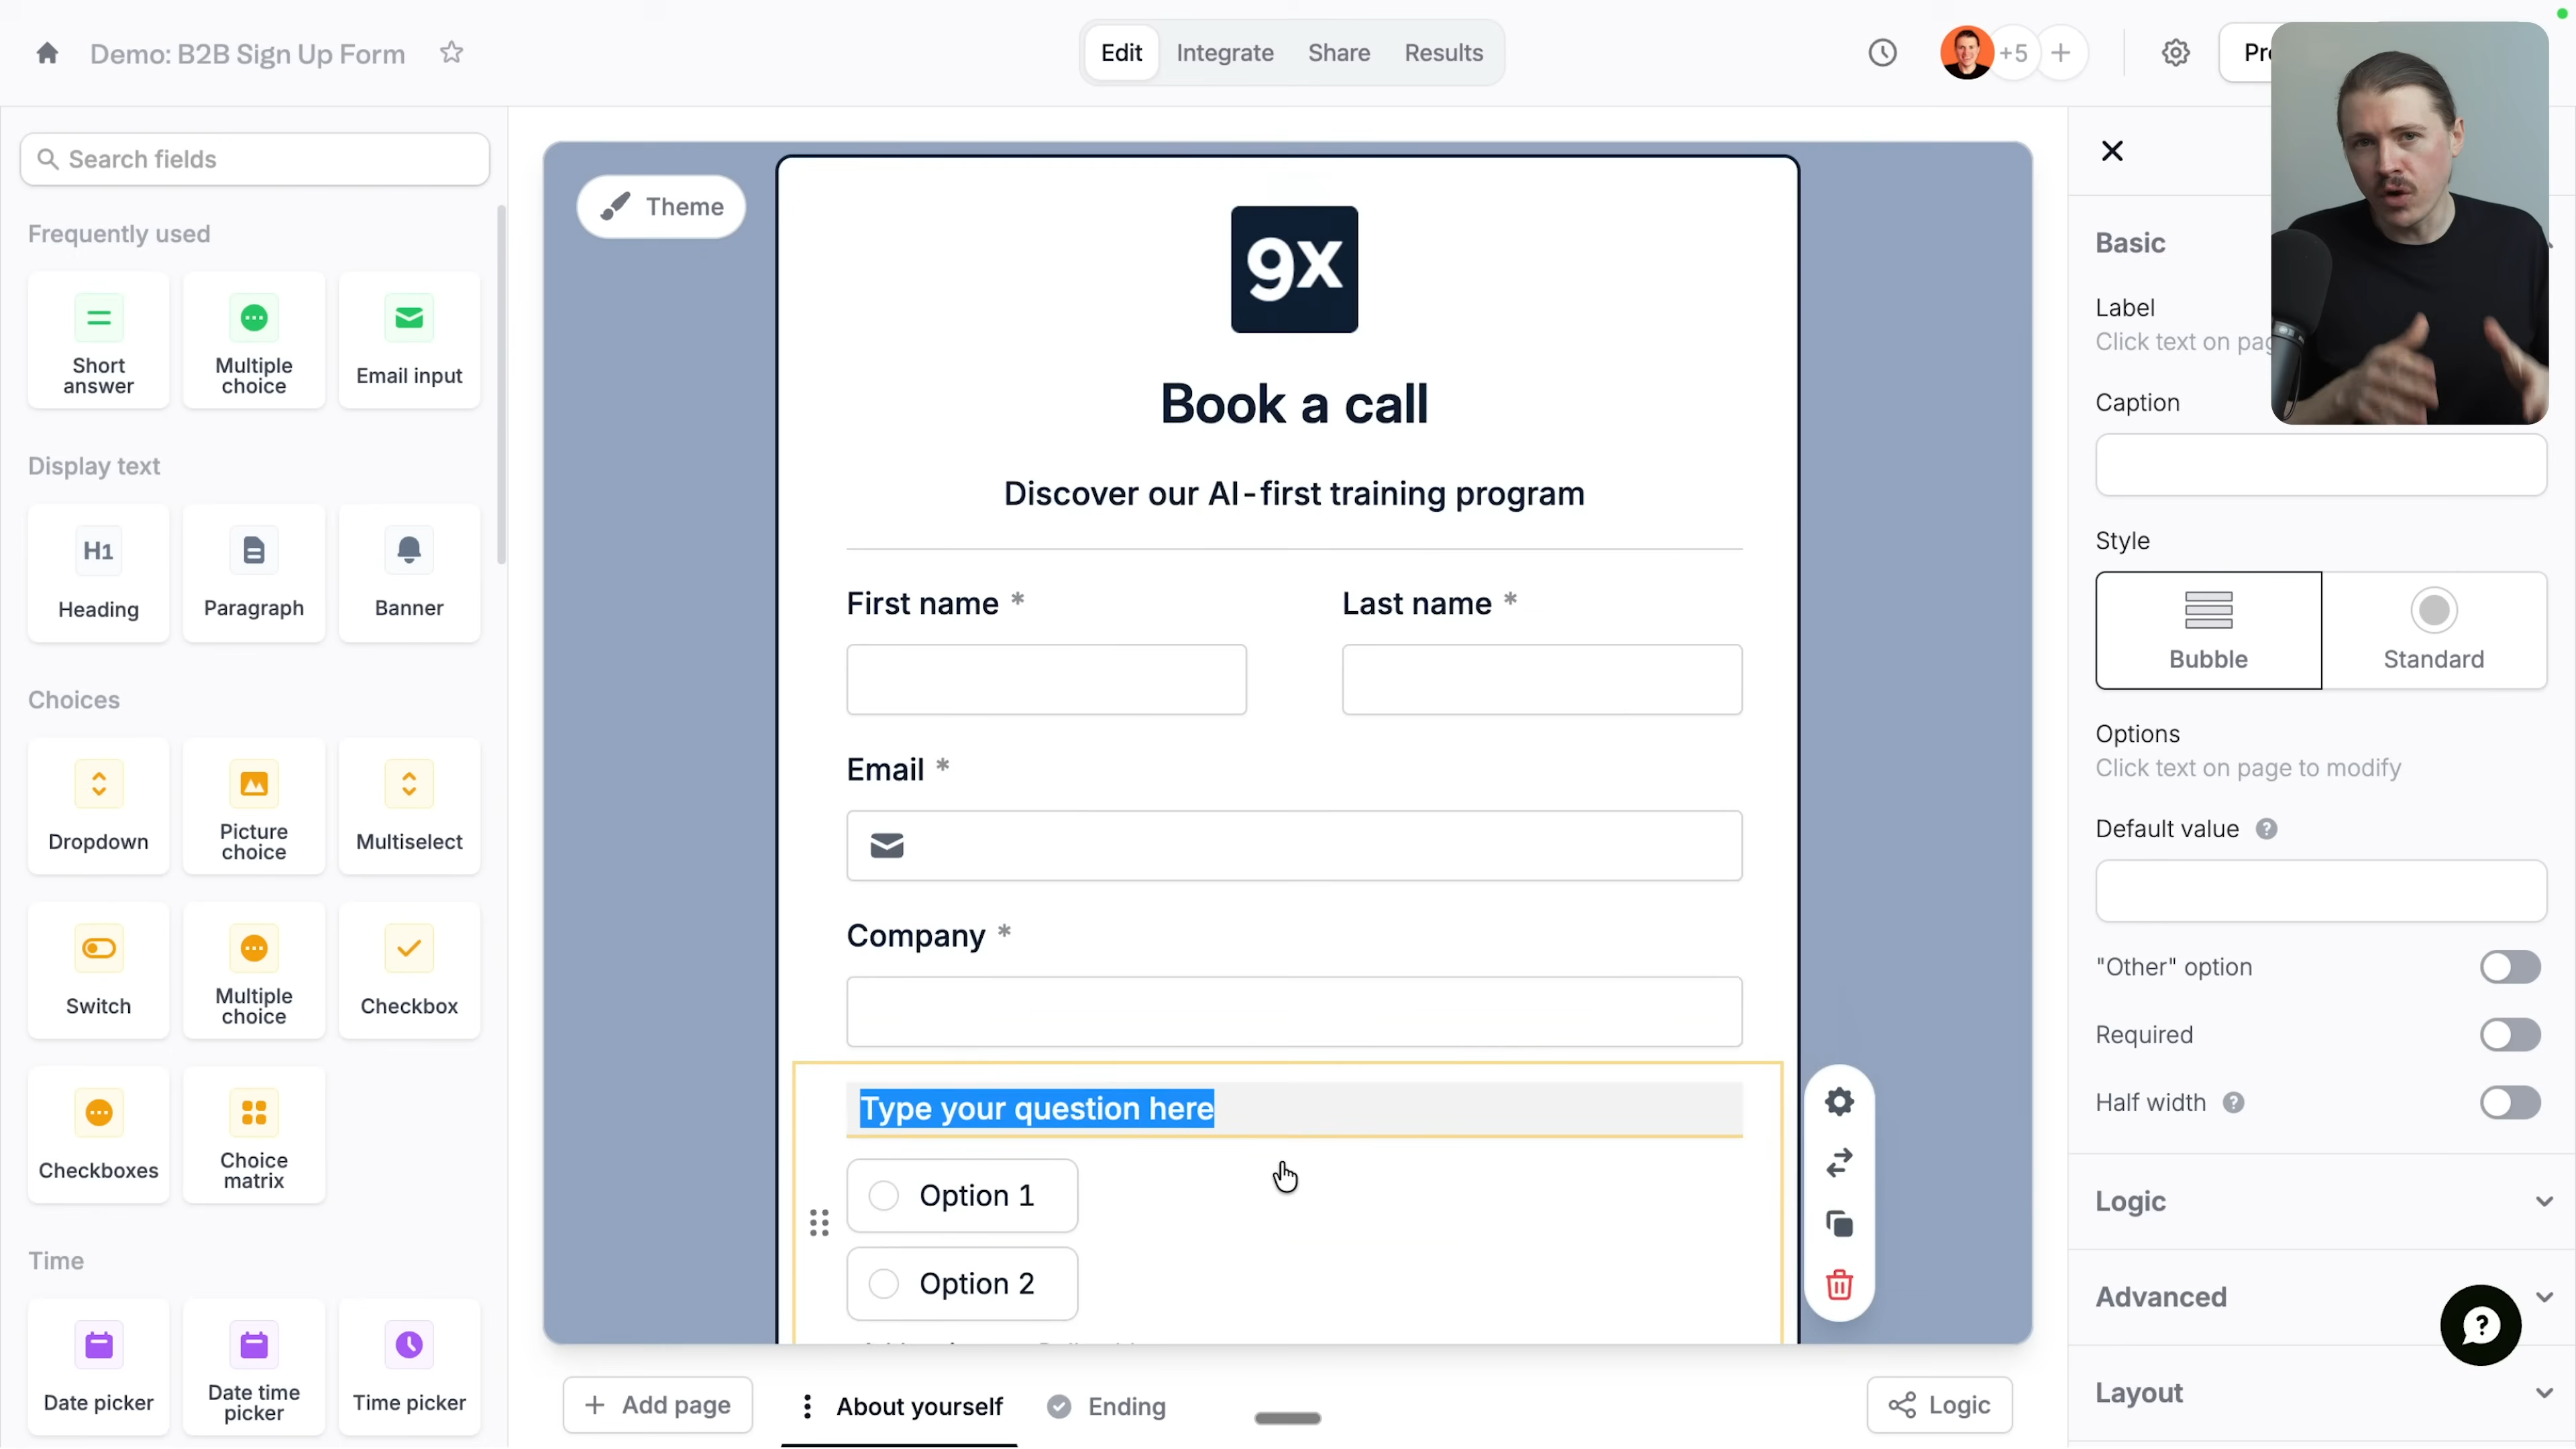 Demo: B2B Sign Up Form
Edit
Integrate
Share
Results
+5
Search fields
Frequently used
Short answer
Multiple choice
Email input
Display text
H1
Heading
Paragraph
Banner
Choices
Dropdown
Picture choice
Multiselect
Switch
Multiple choice
Checkbox
Checkboxes
Choice matrix
Time
Date picker
Date time picker
Time picker
Theme
9x
Book a call
Discover our AI-first training program
First name *
Last name *
Email *
Company *
Type your question here
Option 1
Option 2
Add page
About yourself
Ending
Logic
Basic
Label
Click text on
Caption
Style
Bubble
Standard
Options
Click text on page to modify
Default value
"Other" option
Required
Half width
Logic
Advanced
Layout